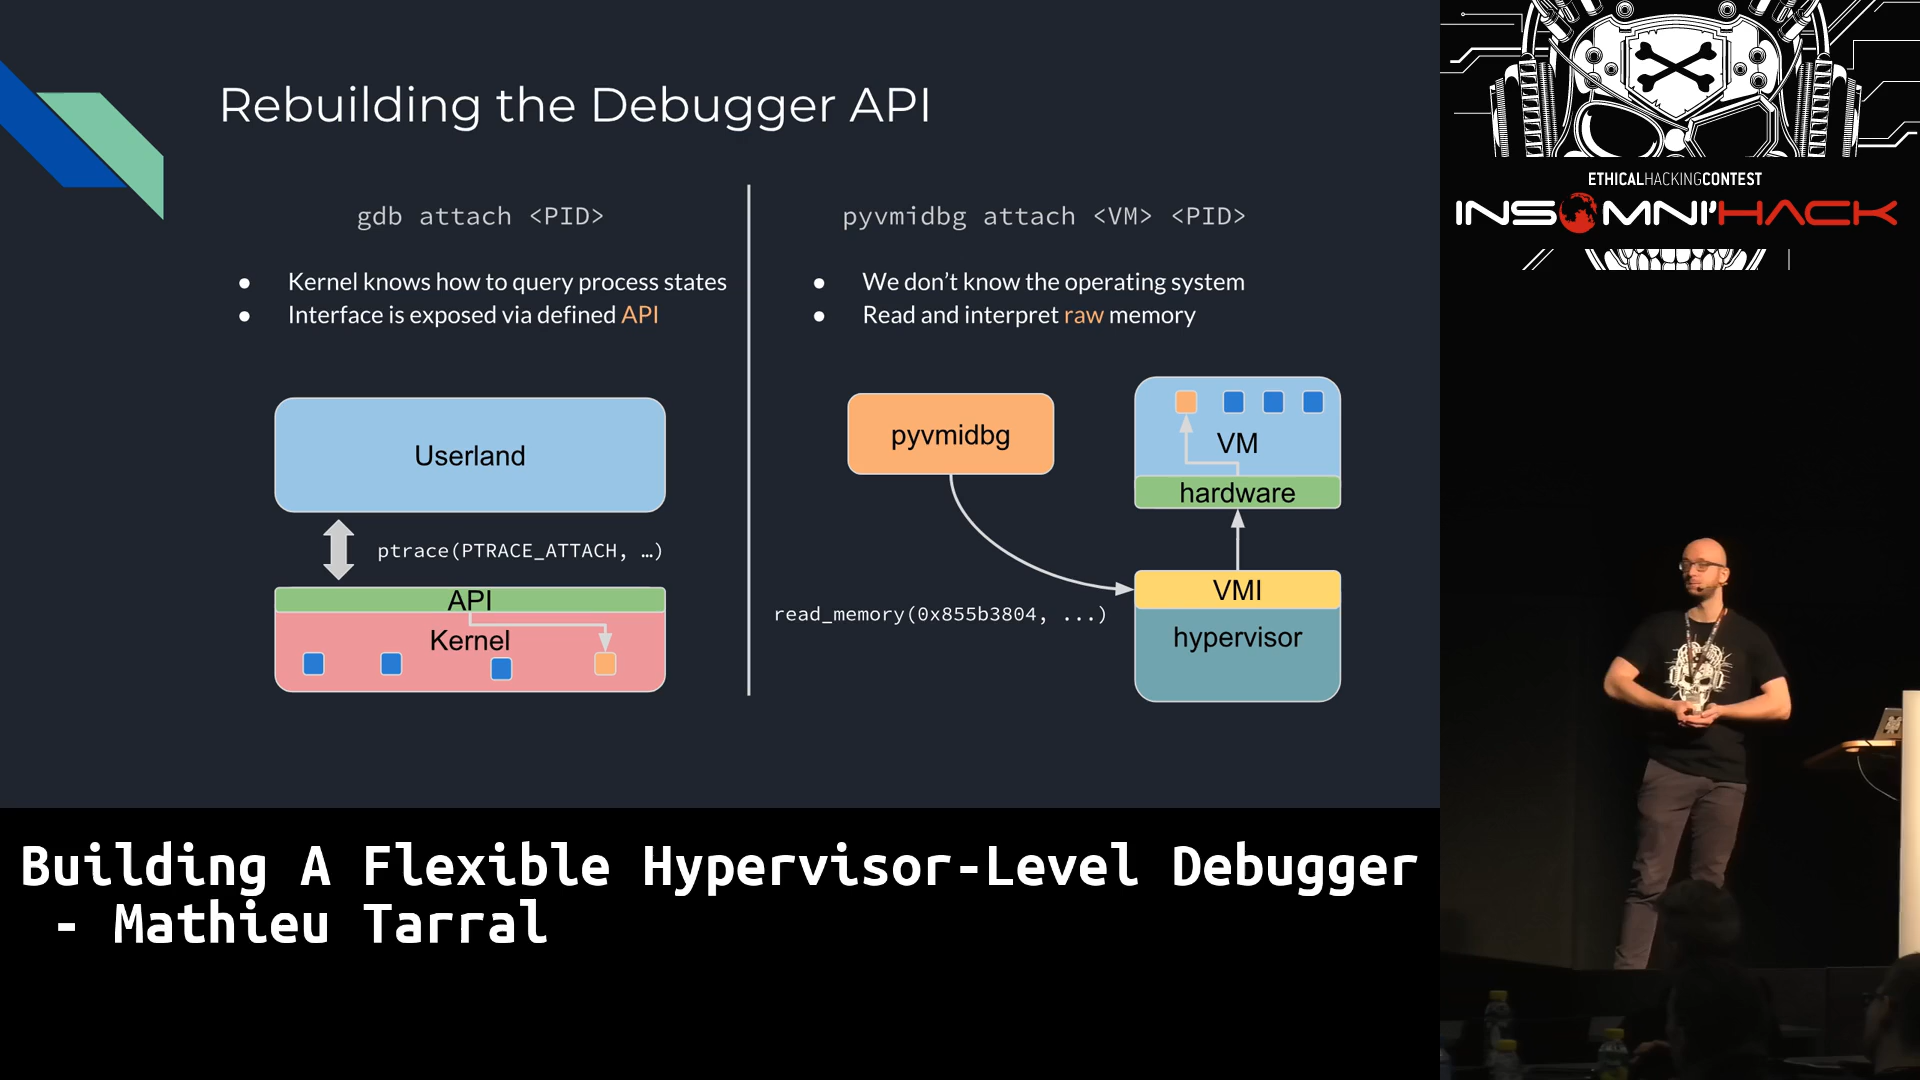 Rebuilding the Debugger API
gdb attach <PID>
● Kernel knows how to query process states
● Interface is exposed via defined API
Userland
ptrace(PTRACE_ATTACH, …)
API
Kernel
pyvmidbg attach <VM> <PID>
● We don’t know the operating system
● Read and interpret raw memory
pyvmidbg
VM
hardware
read_memory(0x855b3804, ...)
VMI
hypervisor
ETHICALHACKINGCONTEST
INSOMNI'HACK
Building A Flexible Hypervisor-Level Debugger
- Mathieu Tarral